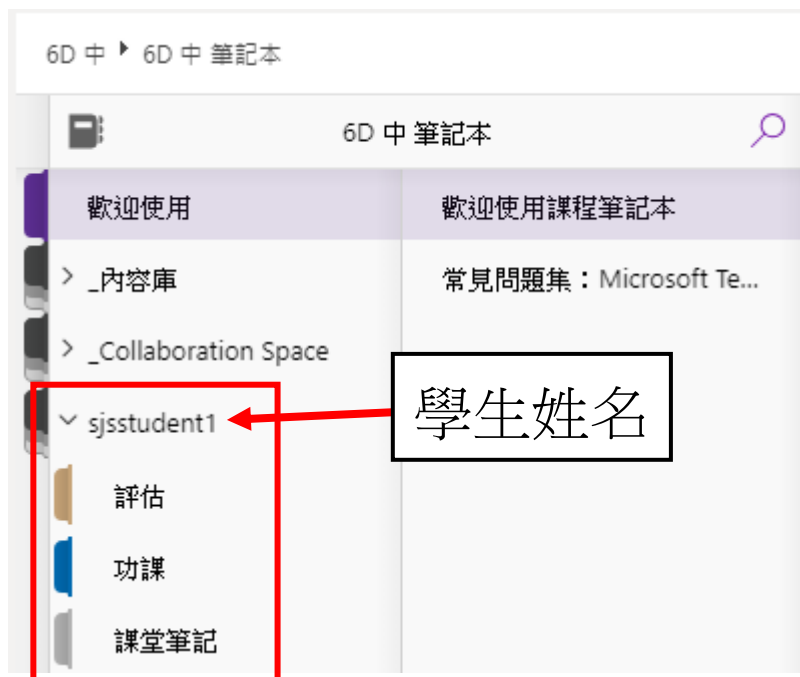 6D 中 ▸ 6D 中 筆記本
6D 中 筆記本
歡迎使用
歡迎使用課程筆記本
_內容庫
常見問題集：Microsoft Te...
_Collaboration Space
sjsstudent1
學生姓名
評估
功課
課堂筆記